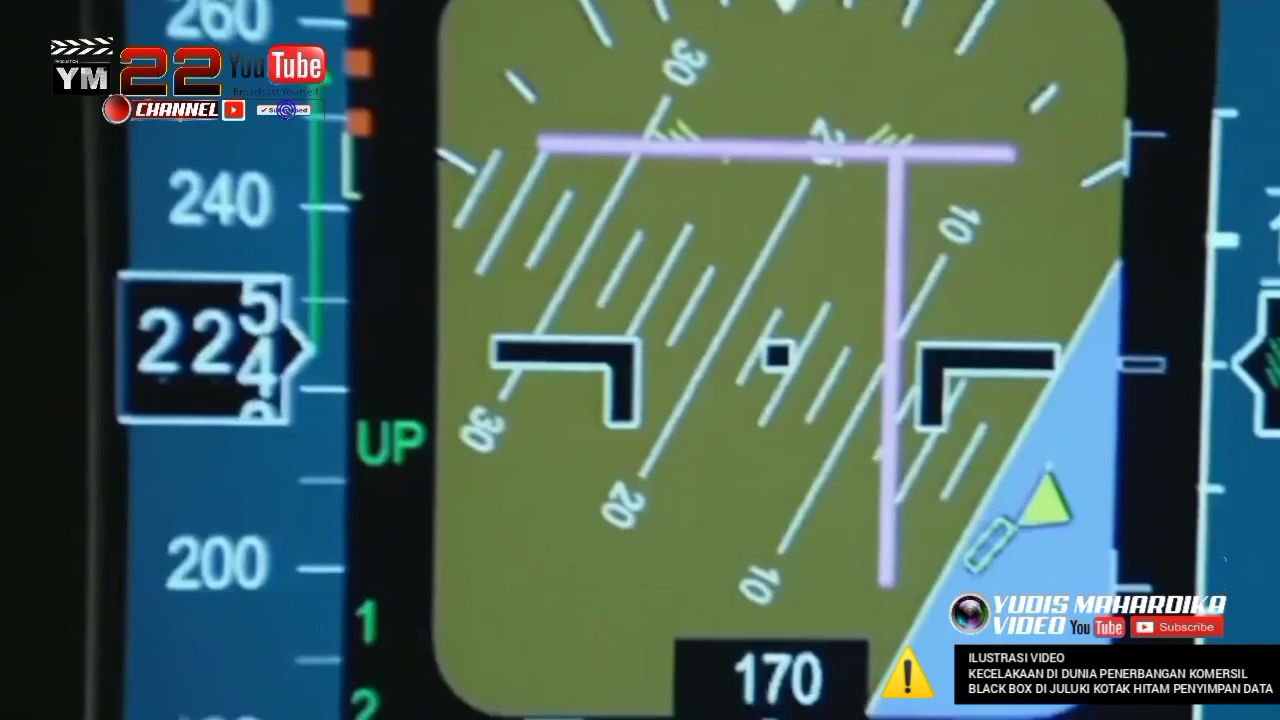 260
YM 22 YouTube
Broadcast Yourself
CHANNEL
240
5
224
UP
200
1
2
30
20
10
30
20
10
170
YUDIS MAHARDIKA
VIDEO YouTube Subscribe
ILUSTRASI VIDEO
KECELAKAAN DI DUNIA PENERBANGAN KOMERSIL
BLACK BOX DI JULUKI KOTAK HITAM PENYIMPAN DATA